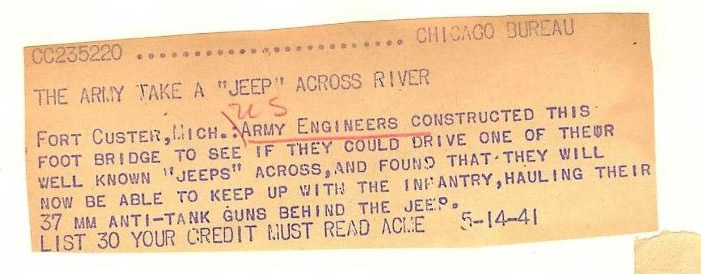 CC235220 .......................... CHICAGO BUREAU
THE ARMY TAKE A "JEEP" ACROSS RIVER
US
FORT CUSTER, MICH.: ARMY ENGINEERS CONSTRUCTED THIS
FOOT BRIDGE TO SEE IF THEY COULD DRIVE ONE OF THEWR
WELL KNOWN "JEEPS" ACROSS, AND FOUND THAT THEY WILL
NOW BE ABLE TO KEEP UP WITH THE INFANTRY, HAULING THEIR
37 MM ANTI-TANK GUNS BEHIND THE JEEP.
LIST 30 YOUR CREDIT MUST READ ACME 5-14-41